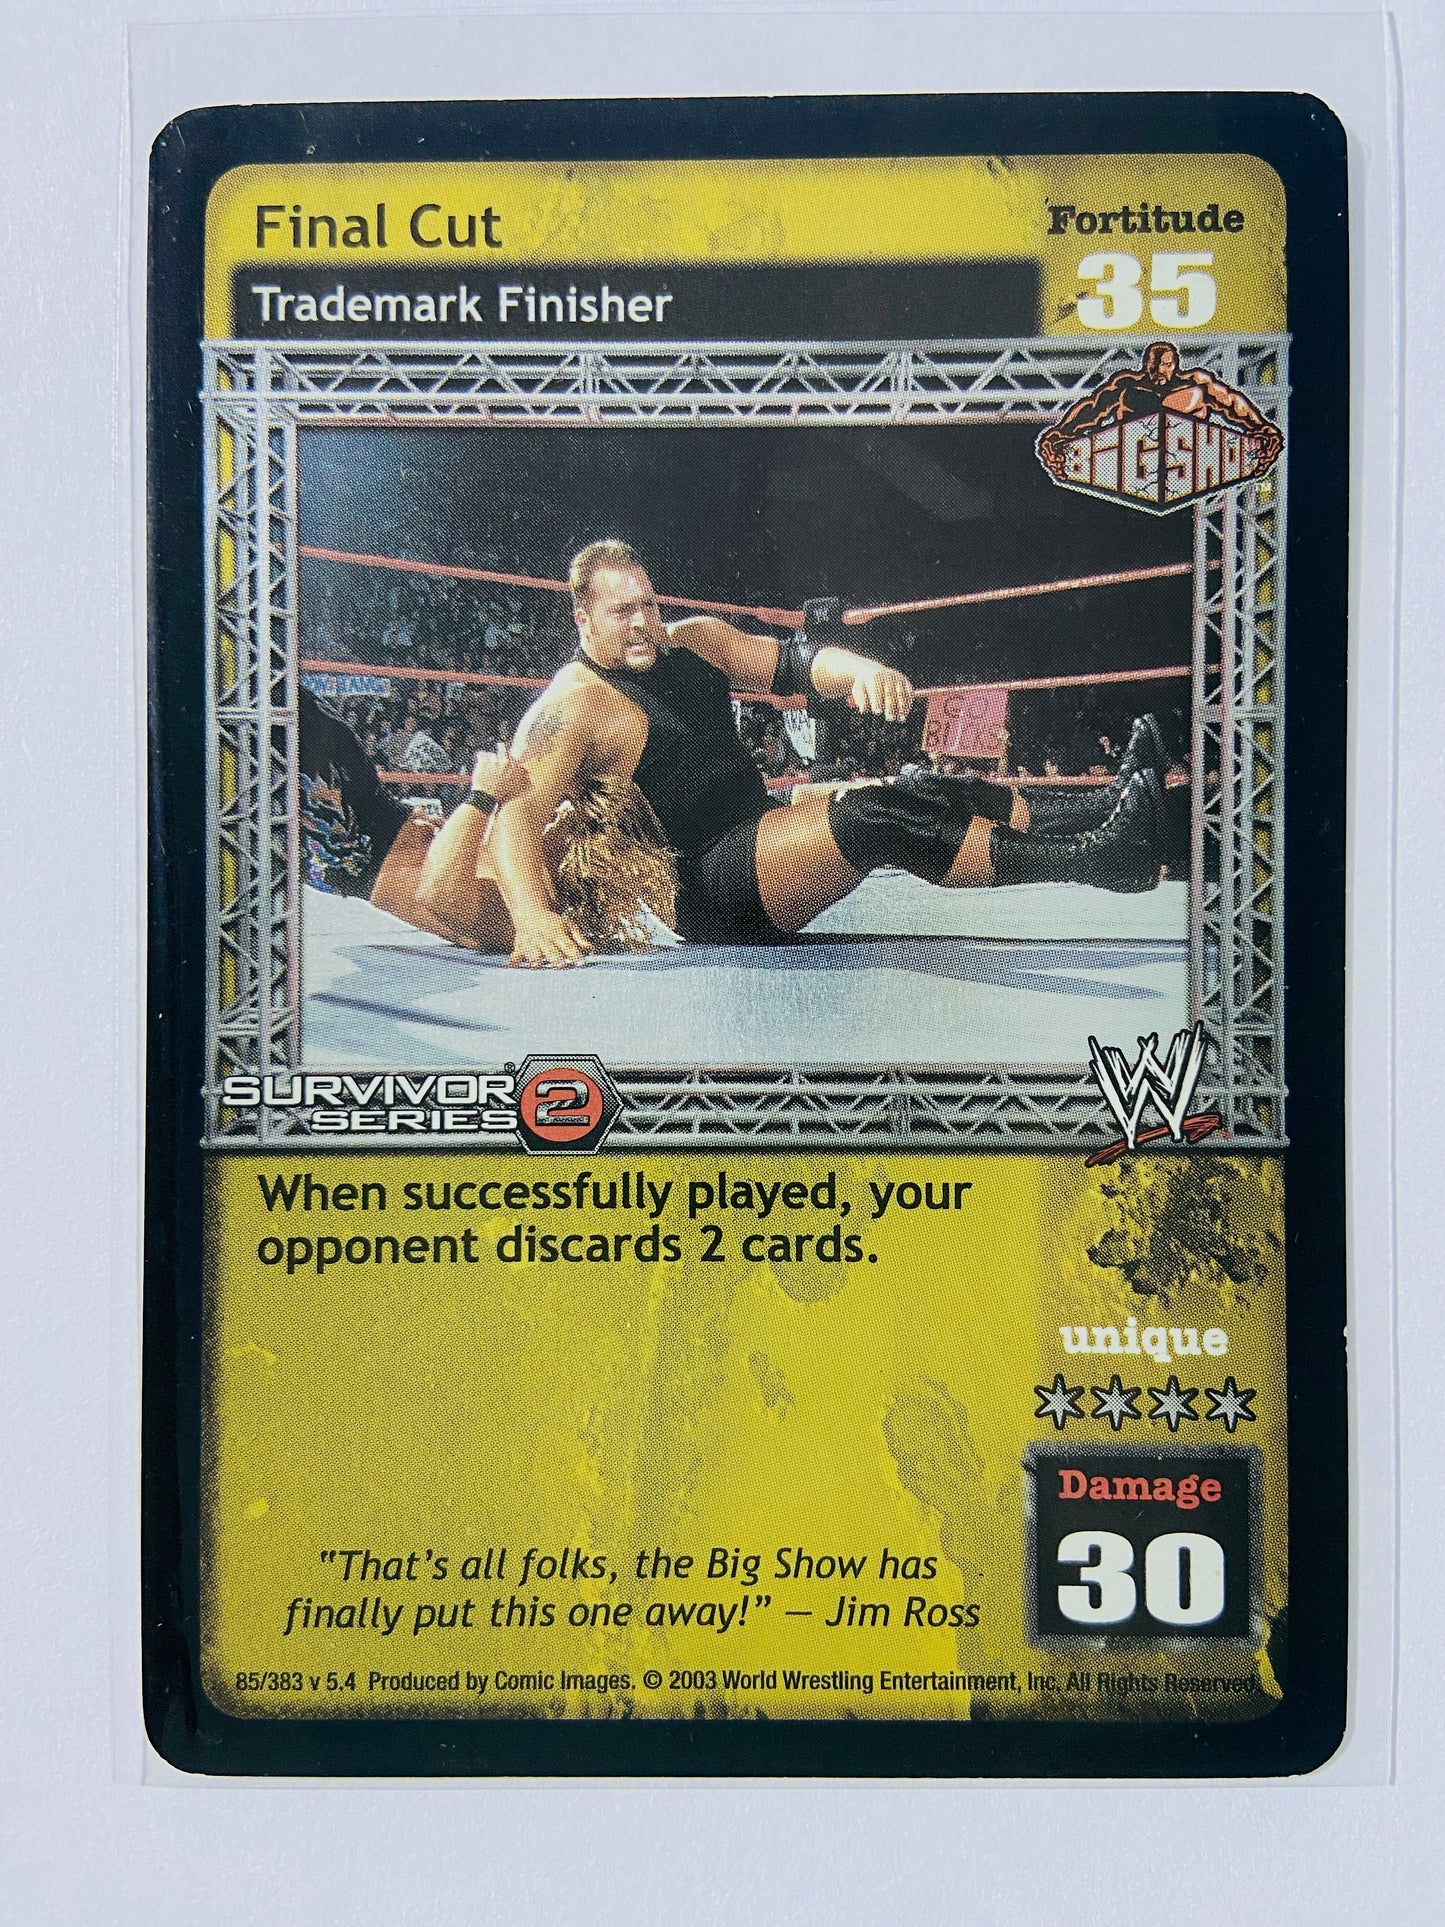 Final Cut
Fortitude
35
Trademark Finisher
BIG SHOW
SURVIVOR
SERIES
®
2
W
When successfully played, your
opponent discards 2 cards.
unique
Damage
30
"That's all folks, the Big Show has
finally put this one away!" — Jim Ross
85/383 v 5.4 Produced by Comic Images. © 2003 World Wrestling Entertainment, Inc. All Rights Reserved.